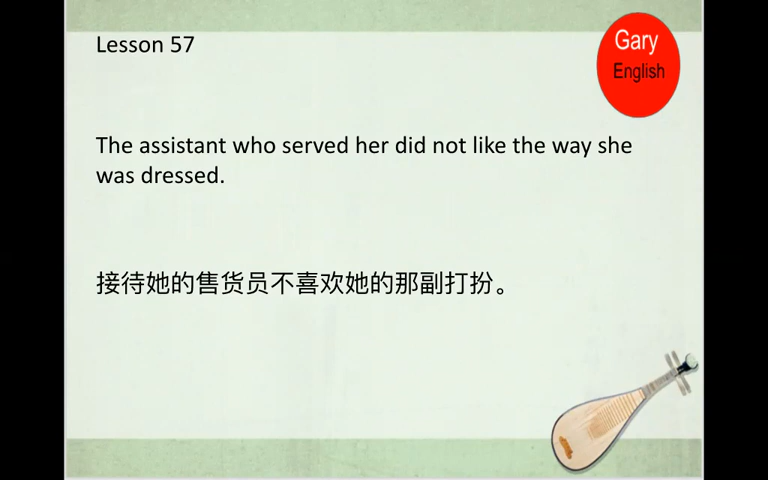 Lesson 57
Gary
English
The assistant who served her did not like the way she
was dressed.
接待她的售货员不喜欢她的那副打扮。